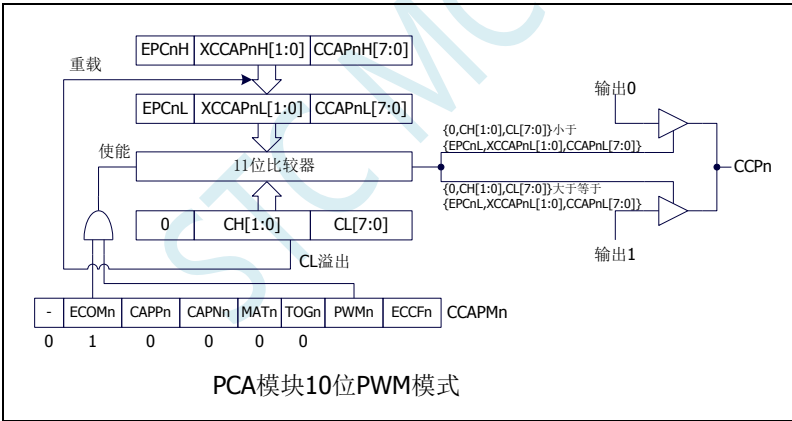 STC MC
EPCnH XCCAPnH[1:0] CCAPnH[7:0]
重载
EPCnL XCCAPnL[1:0] CCAPnL[7:0]
输出0
{0,CH[1:0],CL[7:0]}小于
{EPCnL,XCCAPnL[1:0],CCAPnL[7:0]}
使能
11位比较器
CCPn
{0,CH[1:0],CL[7:0]}大于等于
{EPCnL,XCCAPnL[1:0],CCAPnL[7:0]}
0 CH[1:0] CL[7:0]
输出1
CL溢出
- ECOMn CAPPn CAPNn MATn TOGn PWMn ECCFn CCAPMn
0 1 0 0 0 0
PCA模块10位PWM模式